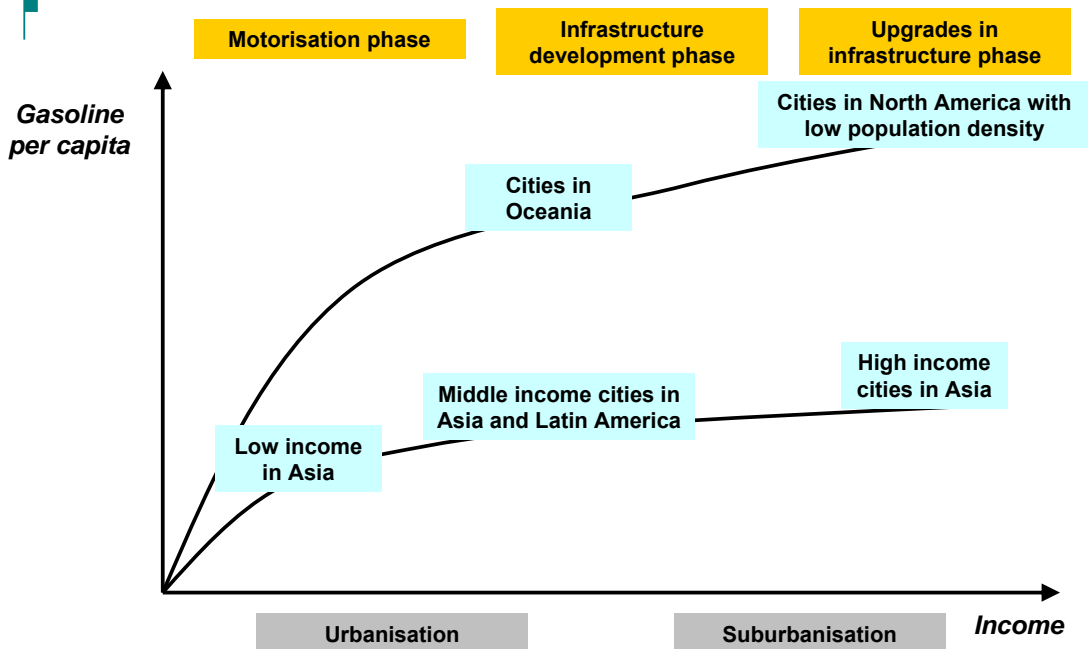 Motorisation phase
Infrastructure
development phase
Upgrades in
infrastructure phase
Gasoline
per capita
Cities in North America with
low population density
Cities in
Oceania
High income
cities in Asia
Middle income cities in
Asia and Latin America
Low income
in Asia
Urbanisation
Suburbanisation
Income